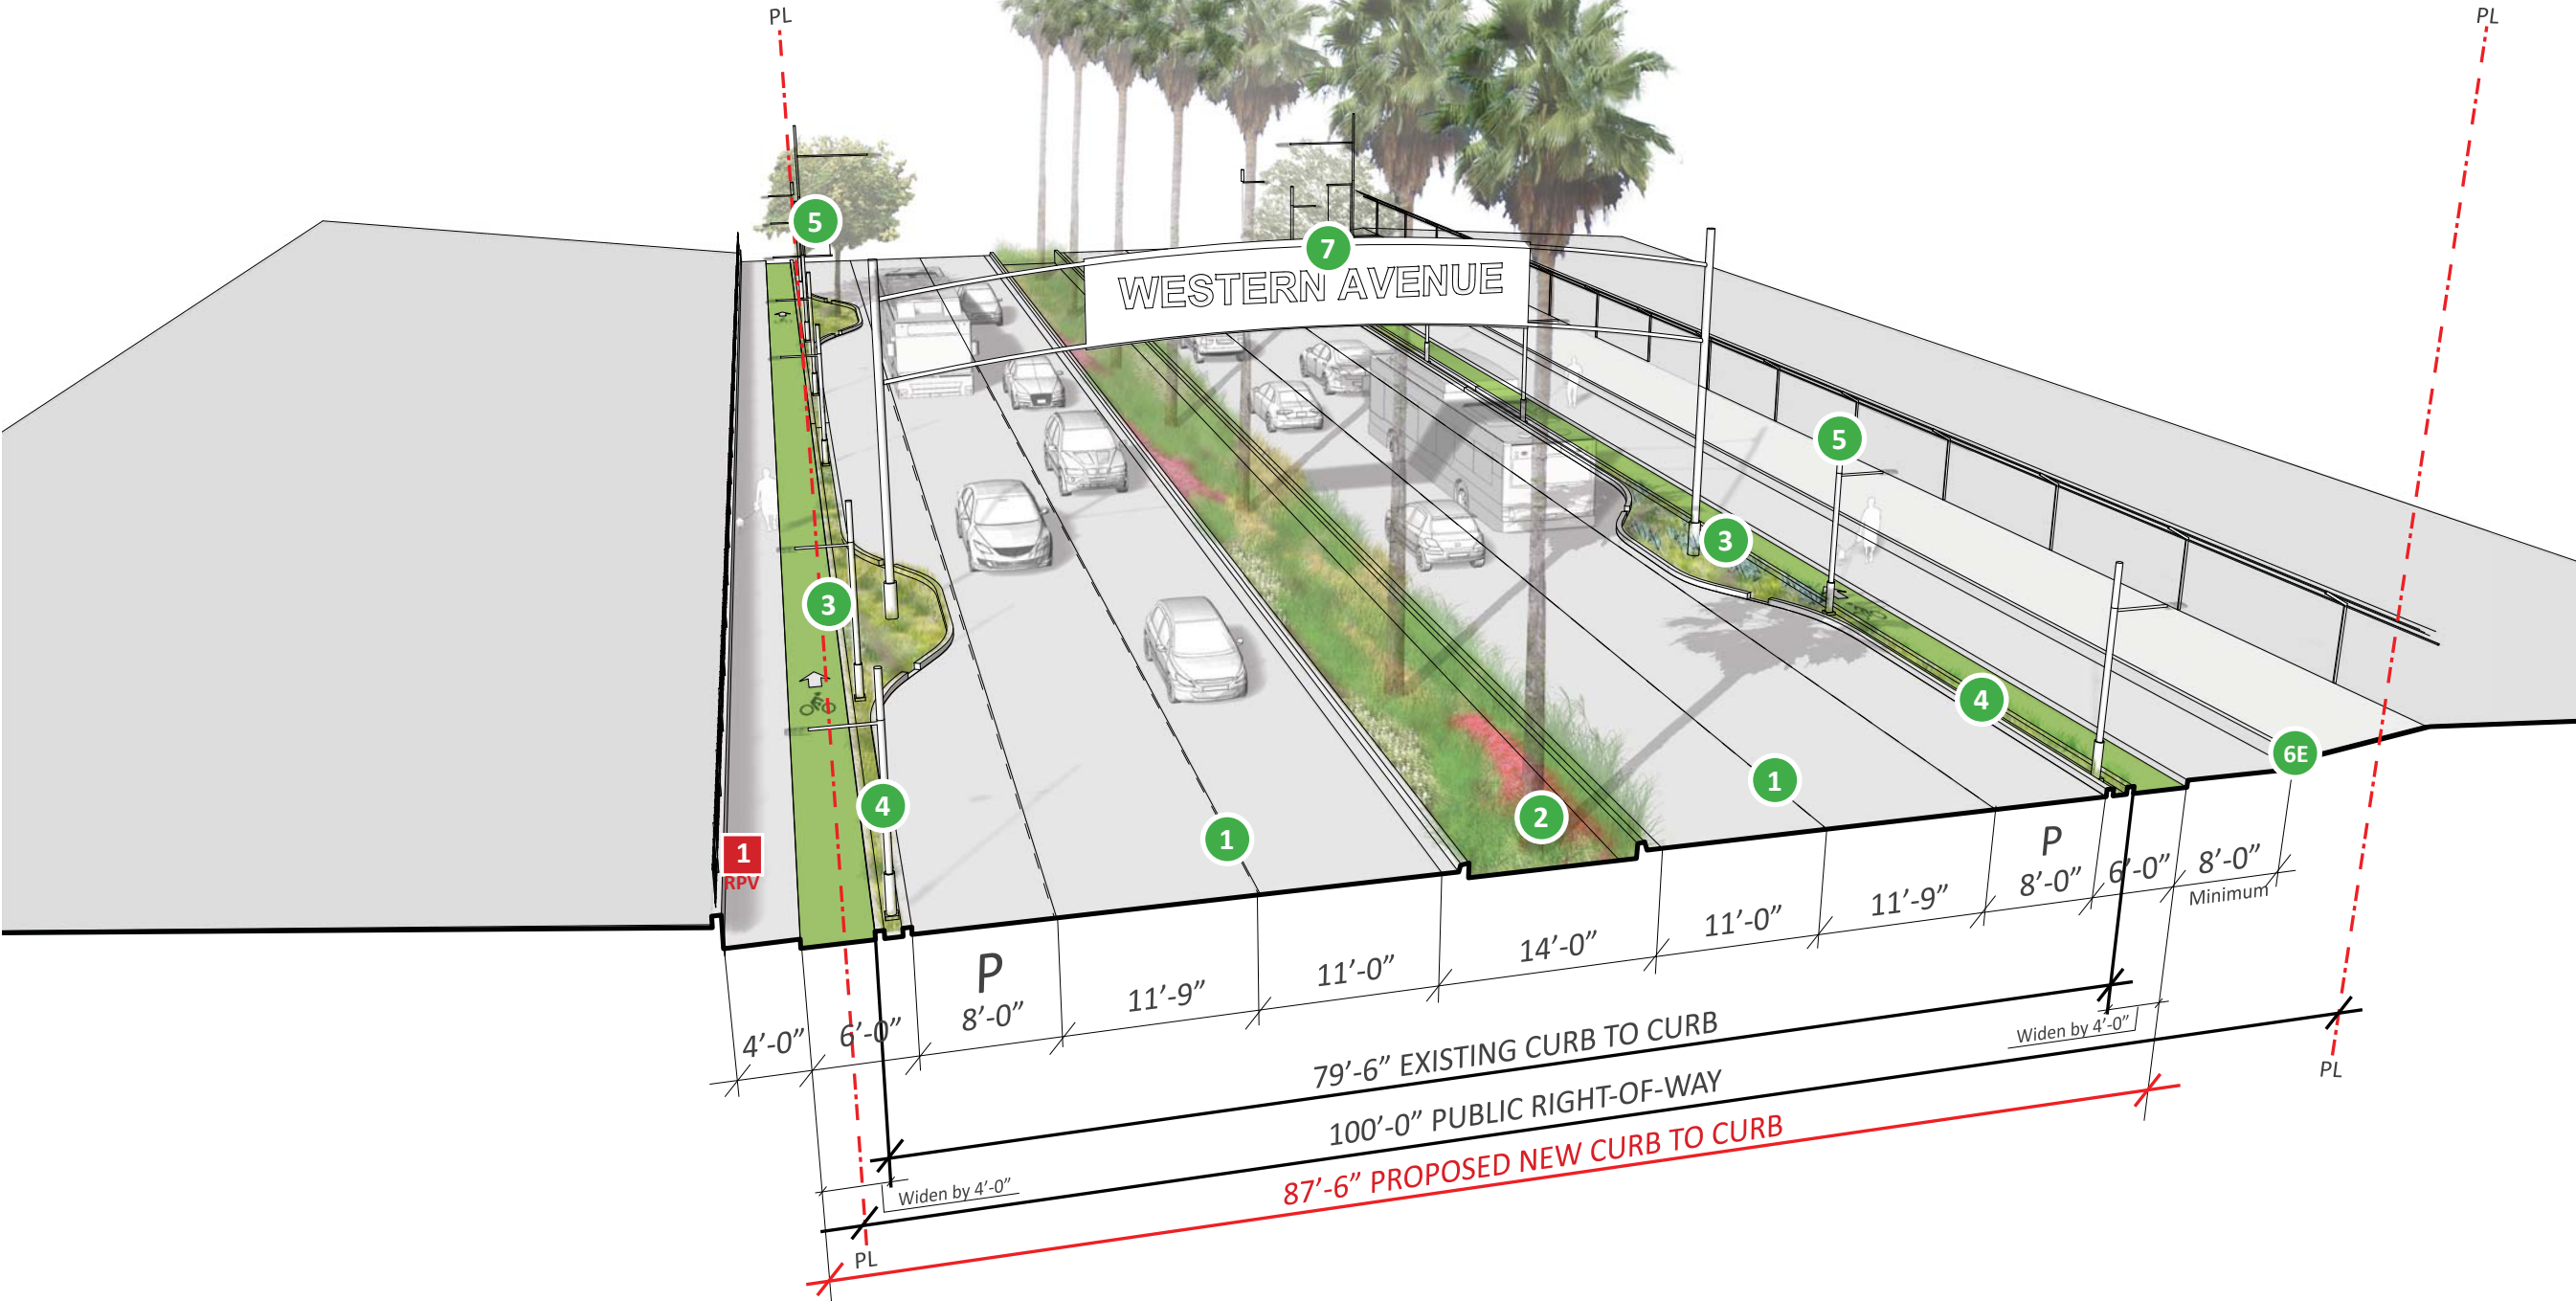 PL
PL
5
7
WESTERN AVENUE
5
3
3
4
6E
4
1
2
1
1
RPV
P
8’-0”
6’-0”
8’-0”
Minimum
11’-9”
11’-0”
14’-0”
P
8’-0”
11’-9”
11’-0”
4’-0”
6’-0”
79’-6” EXISTING CURB TO CURB
Widen by 4’-0”
PL
100’-0” PUBLIC RIGHT-OF-WAY
87’-6” PROPOSED NEW CURB TO CURB
Widen by 4’-0”
PL